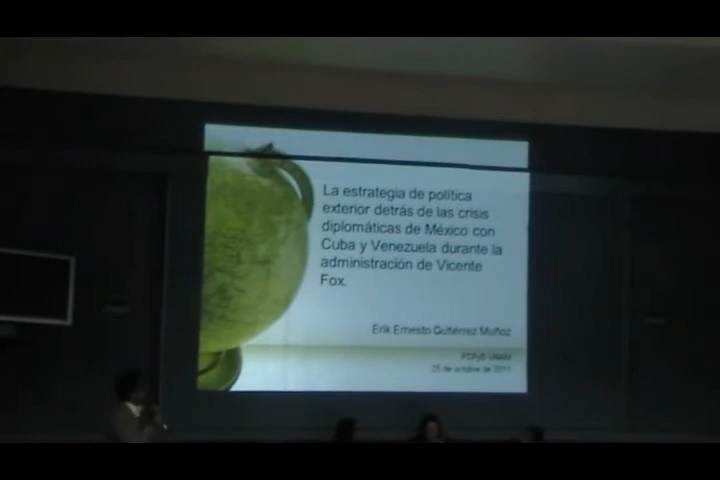 La estrategia de política
exterior detrás de las crisis
diplomáticas de México con
Cuba y Venezuela durante la
administración de Vicente
Fox.
Erik Ernesto Gutiérrez Muñoz
FCPyS UNAM
25 de octubre de 2011